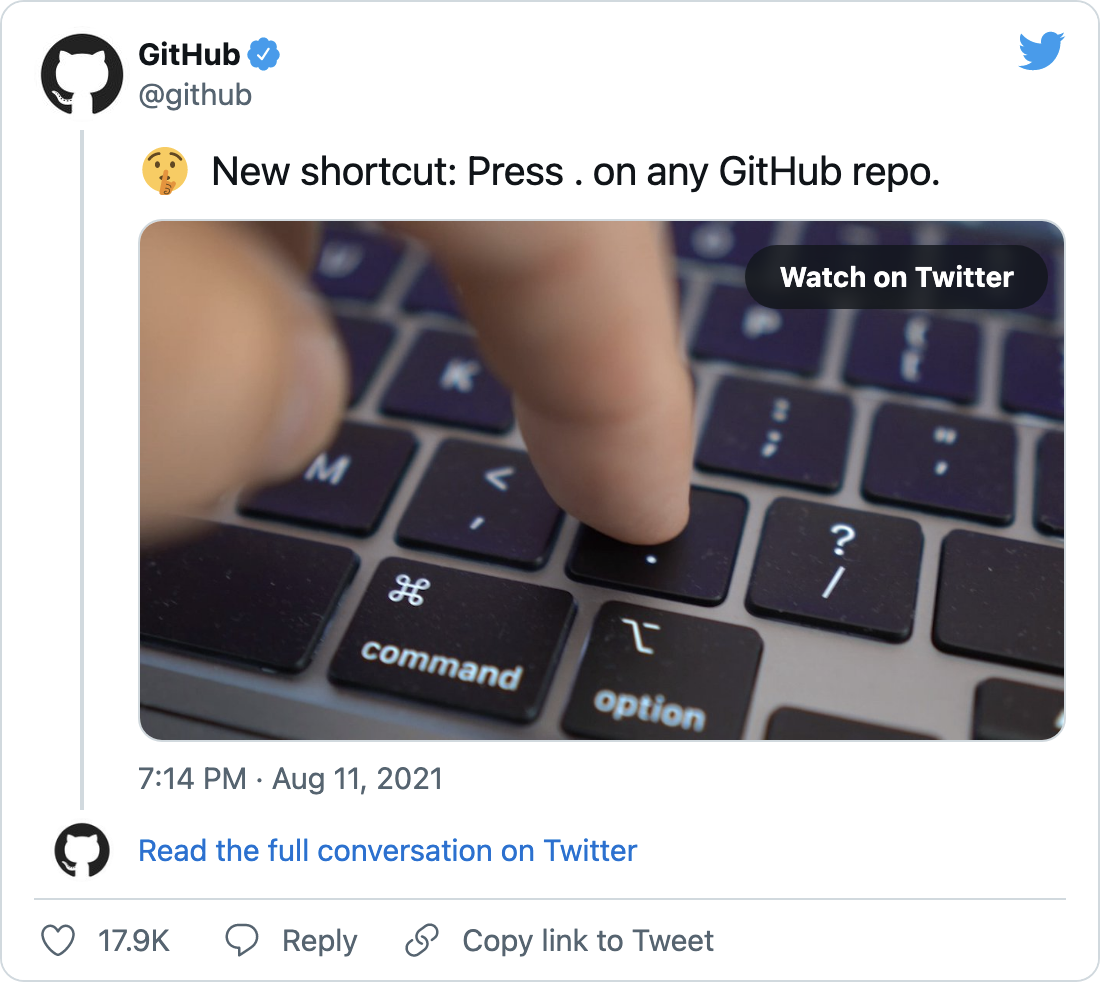 GitHub
@github
🤫 New shortcut: Press . on any GitHub repo.
Watch on Twitter
P
K
M
<
,
.
:
;
"
'
?
/
⌘
command
⌥
option
7:14 PM · Aug 11, 2021
Read the full conversation on Twitter
17.9K Reply Copy link to Tweet